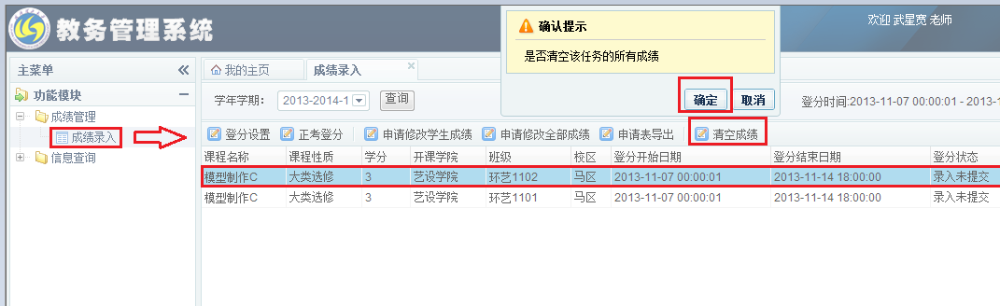 教务管理系统
确认提示
是否清空该任务的所有成绩
确定 取消
欢迎 武星宽 老师
主菜单
功能模块
成绩管理
成绩录入
信息查询
我的主页 成绩录入
学年学期: 2013-2014-1 查询 登分时间:2013-11-07 00:00:01 - 2013-1
登分设置 正考登分 申请修改学生成绩 申请修改全部成绩 申请表导出 清空成绩
课程名称 课程性质 学分 开课学院 班级 校区 登分开始日期 登分结束日期 登分状态
模型制作C 大类选修 3 艺设学院 环艺1102 马区 2013-11-07 00:00:01 2013-11-14 18:00:00 录入未提交
模型制作C 大类选修 3 艺设学院 环艺1101 马区 2013-11-07 00:00:01 2013-11-14 18:00:00 录入未提交